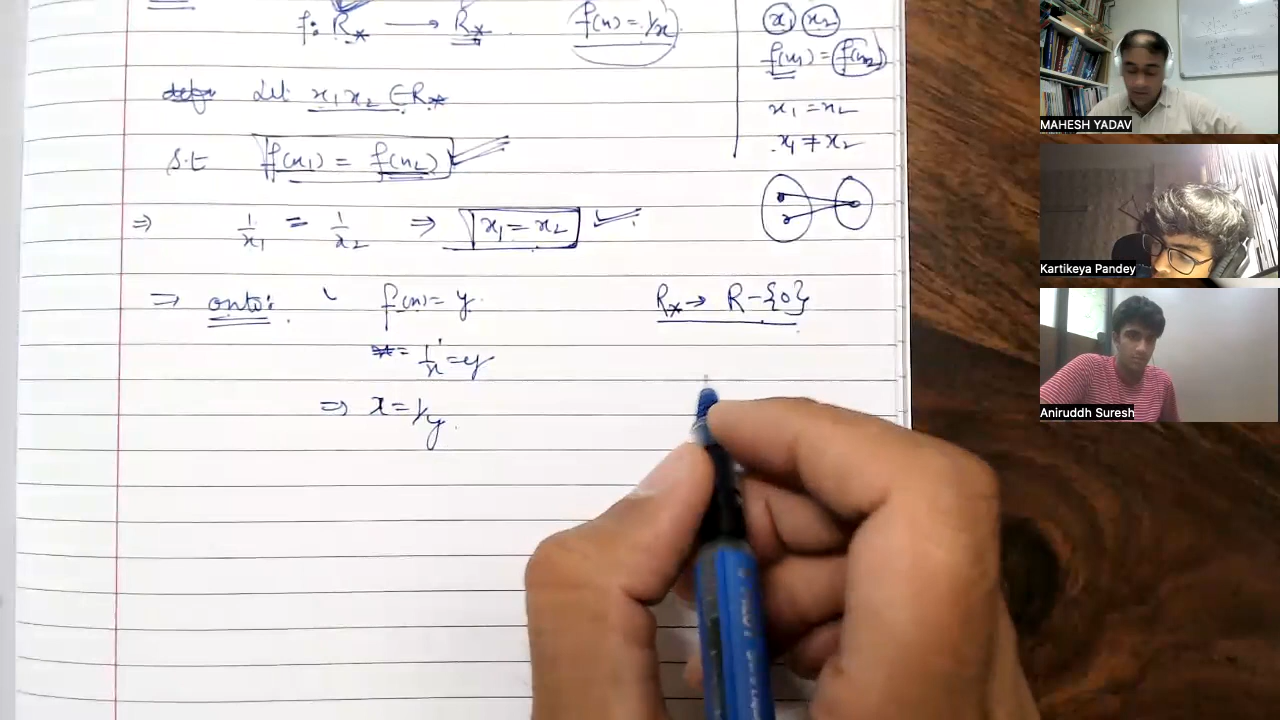 f: R* → R* f(x) = 1/x
Let x₁ x₂ ∈ R*
S.t f(x₁) = f(x₂)
⇒ 1/x₁ = 1/x₂ ⇒ x₁ = x₂
⇒ onto: f(x) = y. R* → R-{0}
= 1/x = y
⇒ x = 1/y.
x₁ x₂
f(x₁) = f(x₂)
x₁ = x₂
x₁ ≠ x₂
MAHESH YADAV
Kartikeya Pandey
Aniruddh Suresh